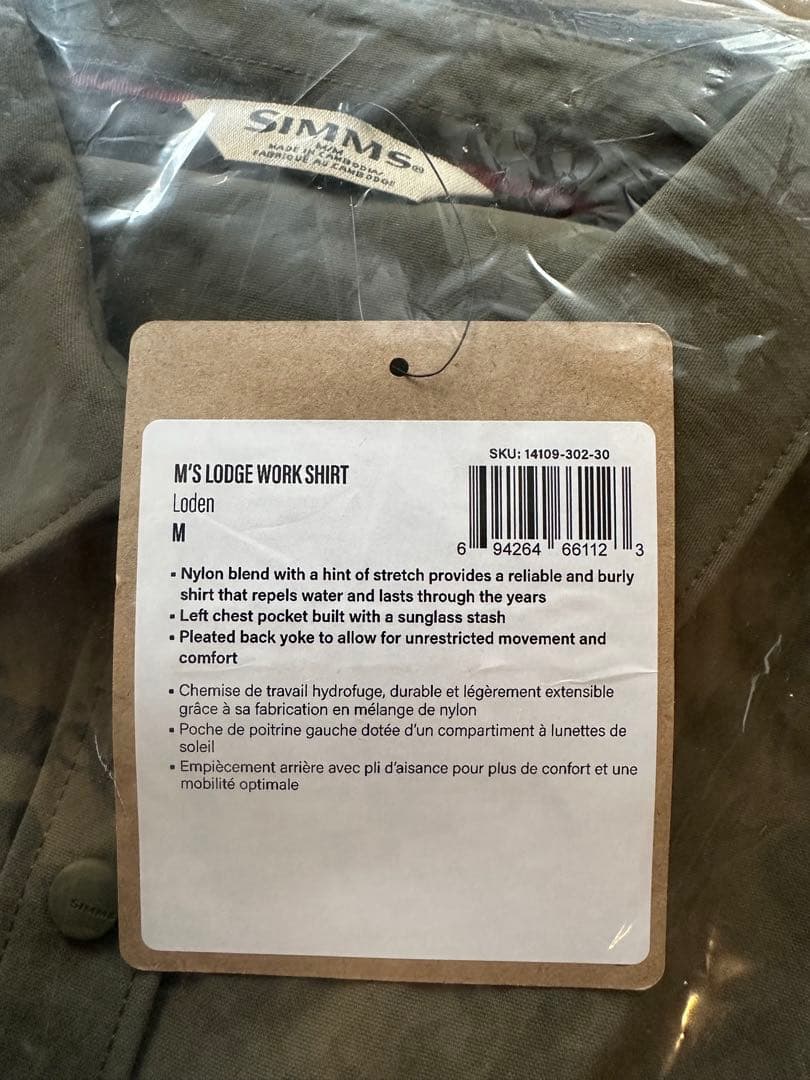 SIMMS®
M/M
MADE IN CAMBODIA/
FABRIQUÉ AU CAMBODGE
M'S LODGE WORK SHIRT
Loden
M
SKU: 14109-302-30
6 94264 66112 3
▪ Nylon blend with a hint of stretch provides a reliable and burly
shirt that repels water and lasts through the years
▪ Left chest pocket built with a sunglass stash
▪ Pleated back yoke to allow for unrestricted movement and
comfort
▪ Chemise de travail hydrofuge, durable et légèrement extensible
grâce à sa fabrication en mélange de nylon
▪ Poche de poitrine gauche dotée d'un compartiment à lunettes de
soleil
▪ Empiècement arrière avec pli d'aisance pour plus de confort et une
mobilité optimale
SIMMS